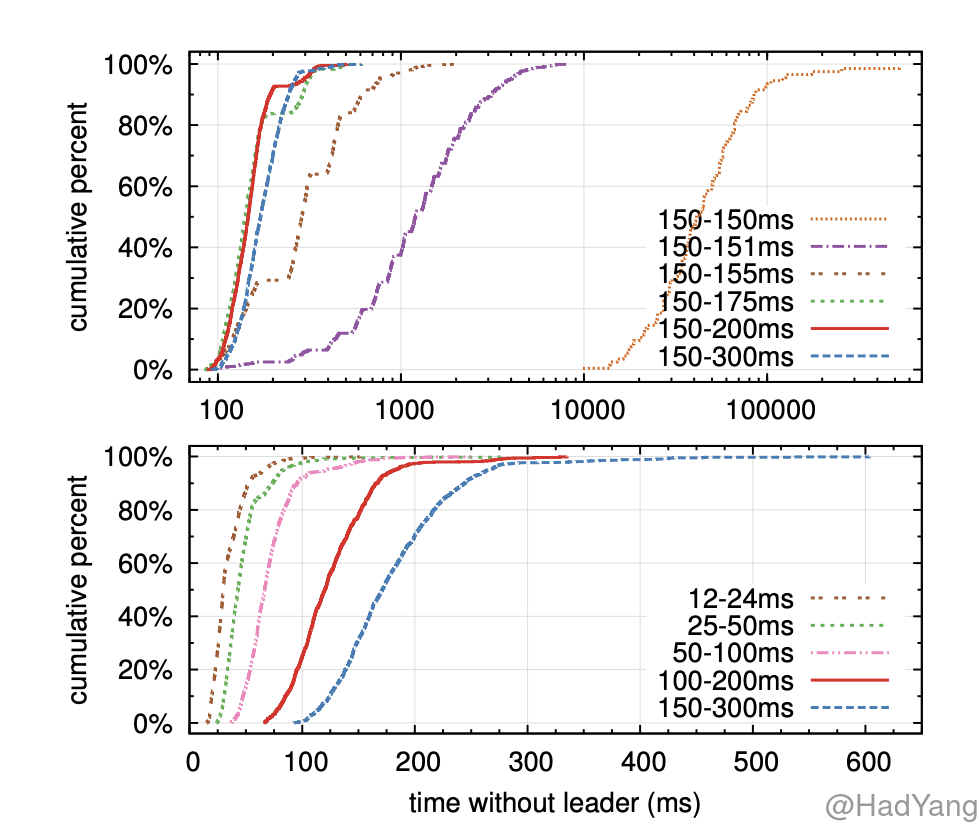 cumulative percent
100%
80%
60%
40%
20%
0%
150-150ms
150-151ms
150-155ms
150-175ms
150-200ms
150-300ms
100 1000 10000 100000
cumulative percent
100%
80%
60%
40%
20%
0%
12-24ms
25-50ms
50-100ms
100-200ms
150-300ms
0 100 200 300 400 500 600
time without leader (ms)
@HadYang